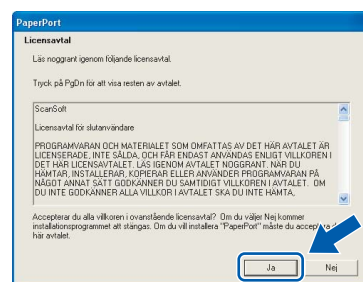 PaperPort
Licensavtal
Läs noggrant igenom följande licensavtal.
Tryck på PgDn för att visa resten av avtalet.
ScanSoft
Licensavtal för slutanvändare
PROGRAMVARAN OCH MATERIALET SOM OMFATTAS AV DET HÄR AVTALET ÄR
LICENSERADE, INTE SÅLDA, OCH FÅR ENDAST ANVÄNDAS ENLIGT VILLKOREN I
DET HÄR LICENSAVTALET. LÄS IGENOM AVTALET NOGGRANT. NÄR DU
HÄMTAR, INSTALLERAR, KOPIERAR ELLER ANVÄNDER PROGRAMVARAN PÅ
NÅGOT ANNAT SÄTT GODKÄNNER DU SAMTIDIGT VILLKOREN I AVTALET. OM
DU INTE GODKÄNNER ALLA VILLKOR I AVTALET SKA DU INTE HÄMTA,
Accepterar du alla villkoren i ovanstående licensavtal? Om du väljer Nej kommer
installationsprogrammet att stängas. Om du vill installera "PaperPort" måste du
här avtalet.
Ja
Nej